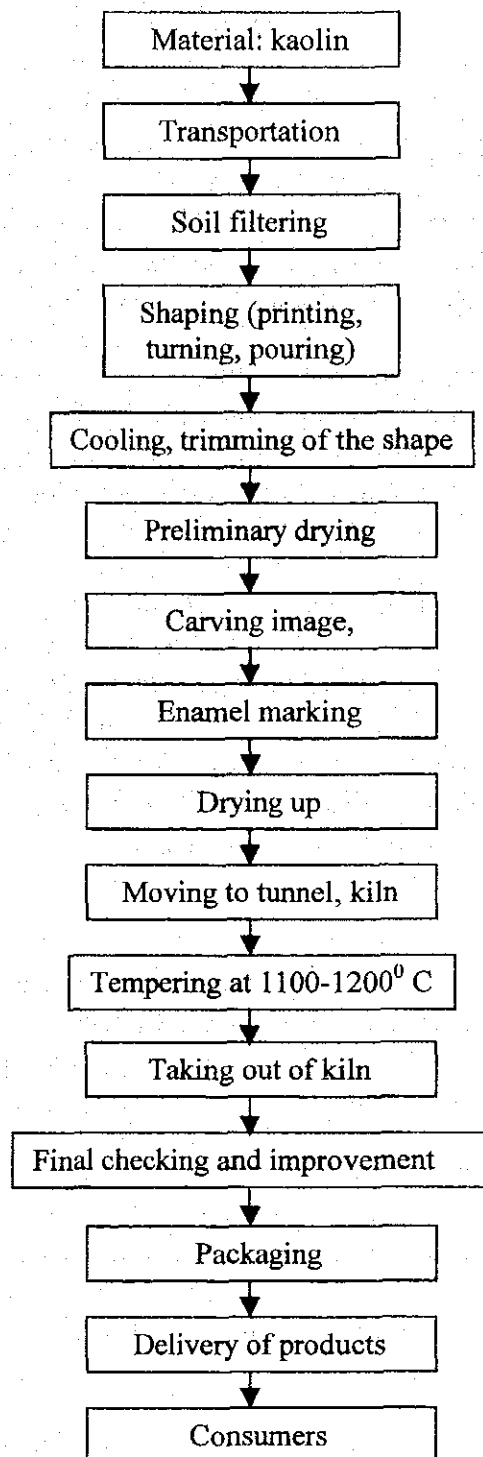 Material: kaolin
Transportation
Soil filtering
Shaping (printing,
turning, pouring)
Cooling, trimming of the shape
Preliminary drying
Carving image,
Enamel marking
Drying up
Moving to tunnel, kiln
Tempering at 1100-1200⁰ C
Taking out of kiln
Final checking and improvement
Packaging
Delivery of products
Consumers